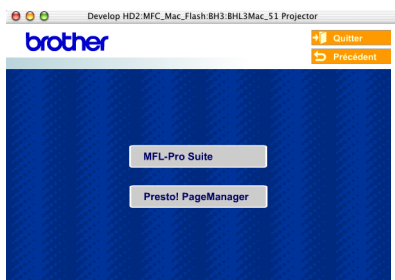 Develop HD2:MFC_Mac_Flash:BH3:BHL3Mac_51 Projector
brother
Quitter
Précédent
MFL-Pro Suite
Presto! PageManager